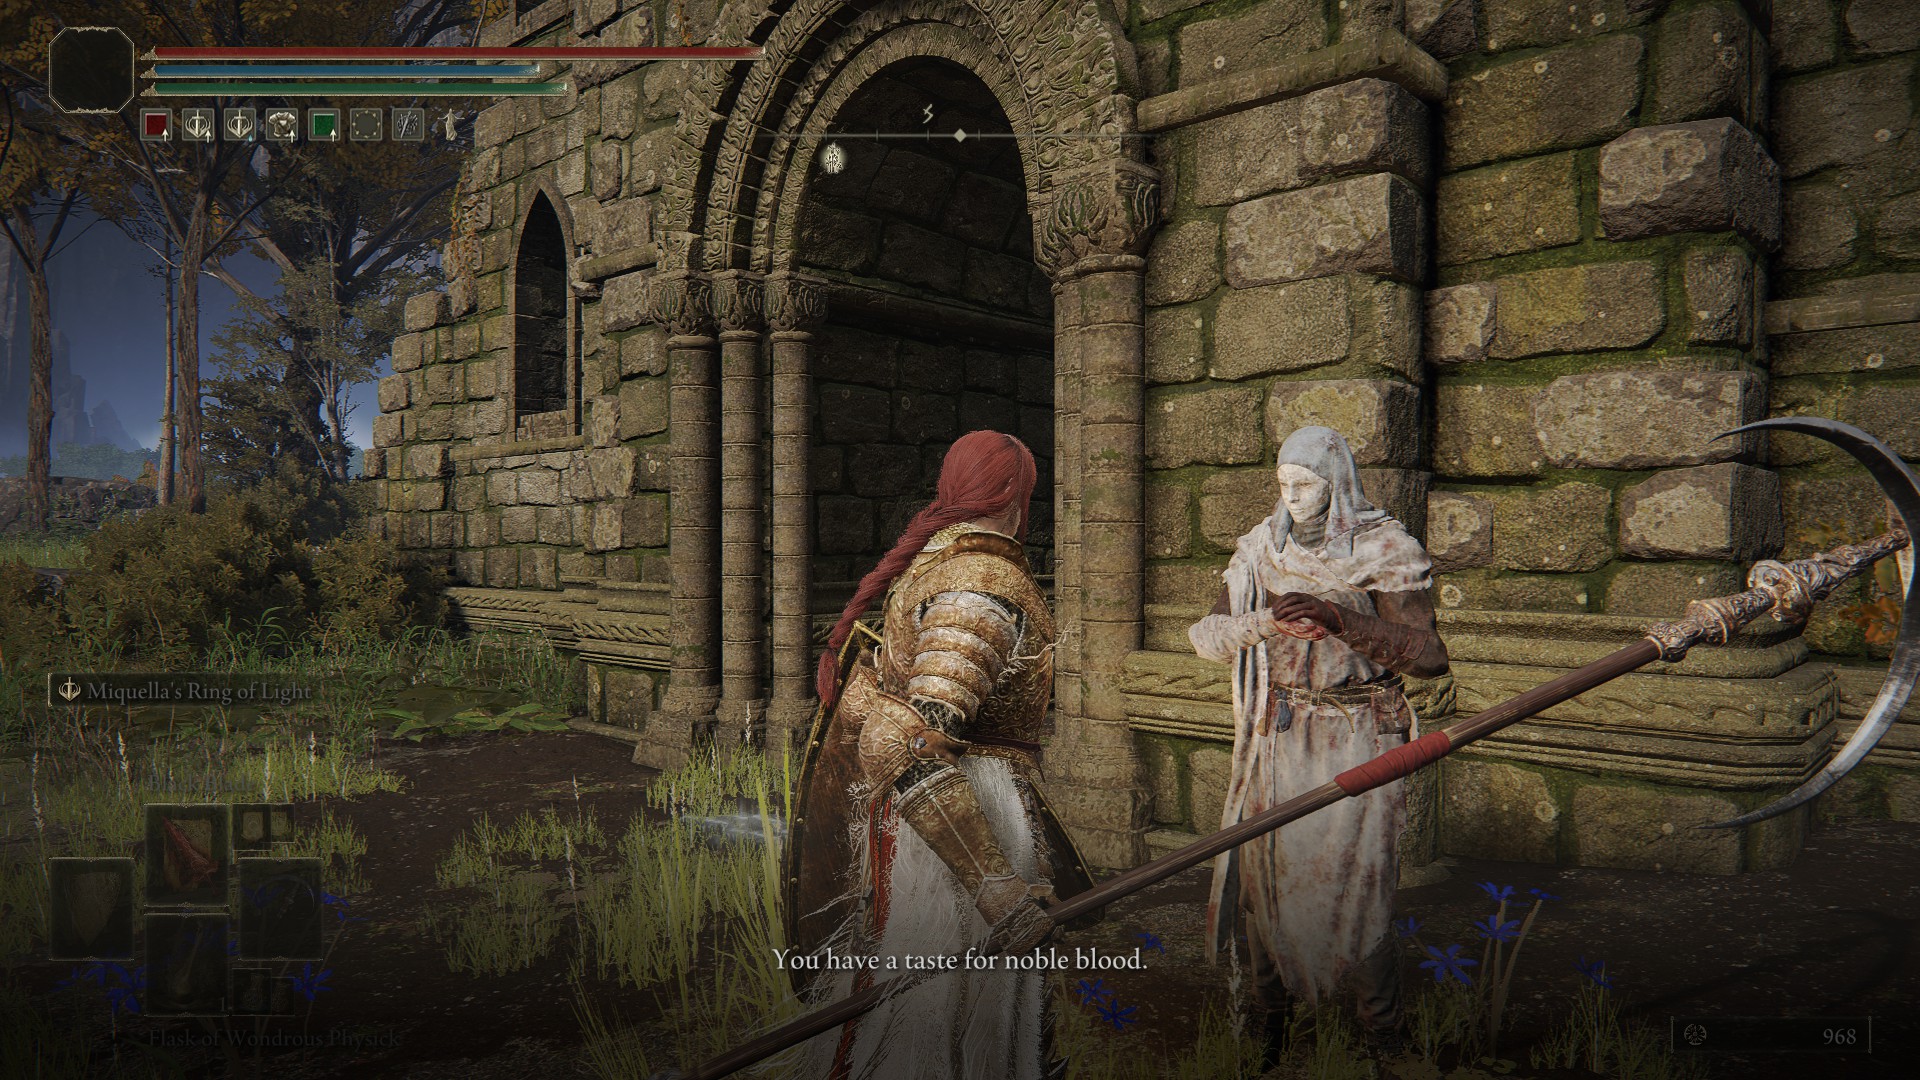 Miquella's Ring of Light
You have a taste for noble blood.
Flask of Wondrous Physick
968